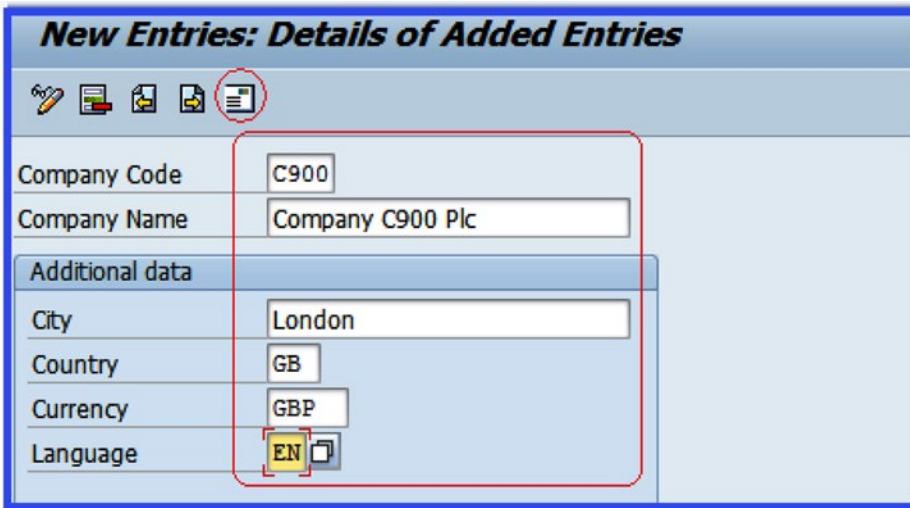 New Entries: Details of Added Entries
Company Code C900
Company Name Company C900 Plc
Additional data
City London
Country GB
Currency GBP
Language EN